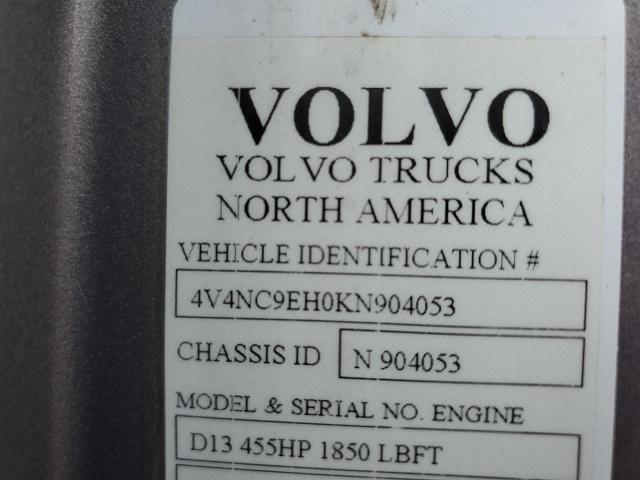 VOLVO
VOLVO TRUCKS
NORTH AMERICA
VEHICLE IDENTIFICATION #
4V4NC9EH0KN904053
CHASSIS ID N 904053
MODEL & SERIAL NO. ENGINE
D13 455HP 1850 LBFT